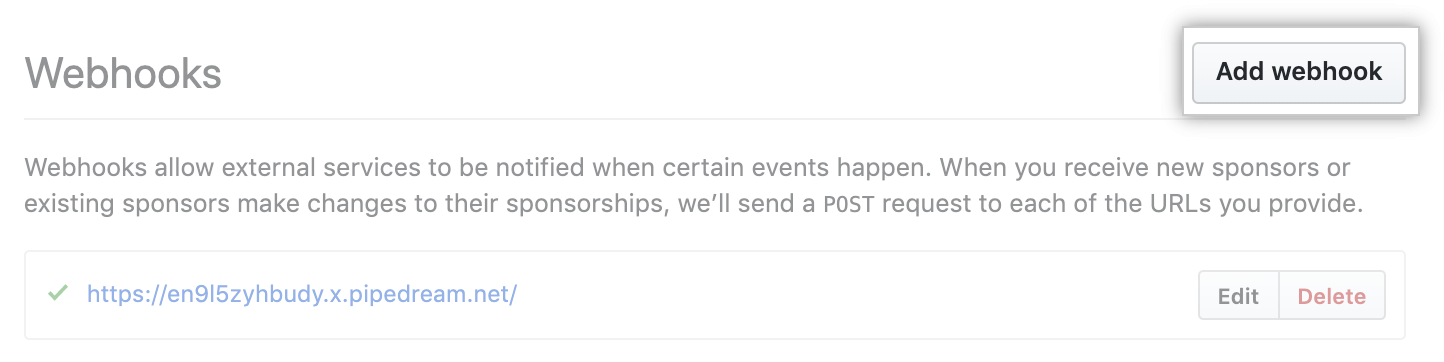 Webhooks
Add webhook
Webhooks allow external services to be notified when certain events happen. When you receive new sponsors or
existing sponsors make changes to their sponsorships, we’ll send a POST request to each of the URLs you provide.
https://en9l5zyhbudy.x.pipedream.net/
Edit
Delete